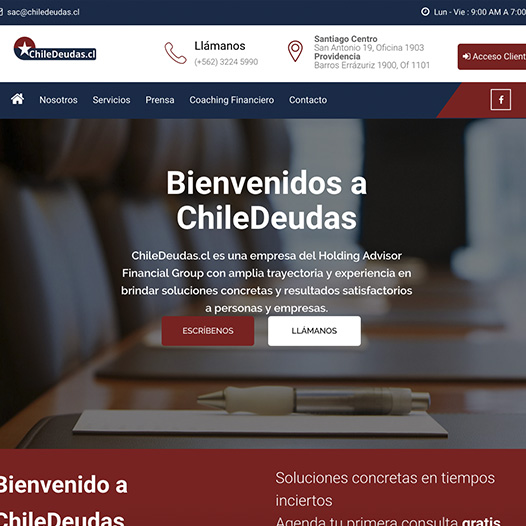 sac@chiledeudas.cl
Lun - Vie : 9:00 AM A 7:00
ChileDeudas.cl
Llámanos
(+562) 3224 5990
Santiago Centro
San Antonio 19, Oficina 1903
Providencia
Barros Errázuriz 1900, Of 1101
Acceso Client
Nosotros Servicios Prensa Coaching Financiero Contacto
Bienvenidos a
ChileDeudas
ChileDeudas.cl es una empresa del Holding Advisor
Financial Group con amplia trayectoria y experiencia en
brindar soluciones concretas y resultados satisfactorios
a personas y empresas.
ESCRÍBENOS
LLÁMANOS
Bienvenido a
ChileDeudas
Soluciones concretas en tiempos
inciertos
Agenda tu primera consulta gratis